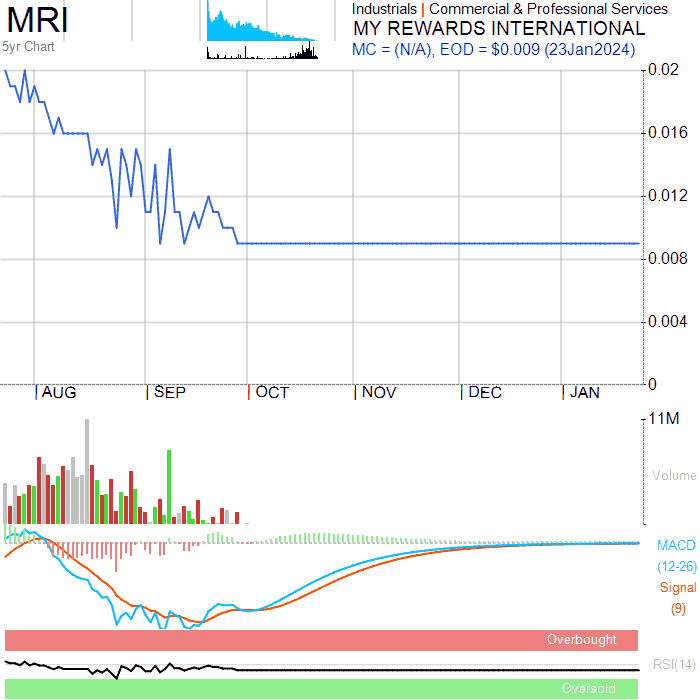 MRI
Industrials | Commercial & Professional Services
MY REWARDS INTERNATIONAL
5yr Chart
MC = (N/A), EOD = $0.009 (23Jan2024)
0.02
0.016
0.012
0.008
0.004
0
AUG
SEP
OCT
NOV
DEC
JAN
11M
Volume
MACD
(12-26)
Signal
(9)
Overbought
RSI(14)
Oversold